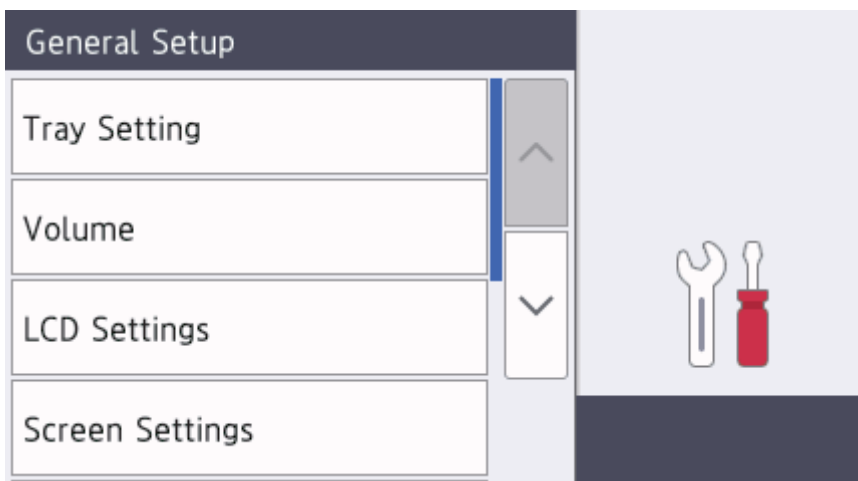 General Setup
Tray Setting
Volume
LCD Settings
Screen Settings